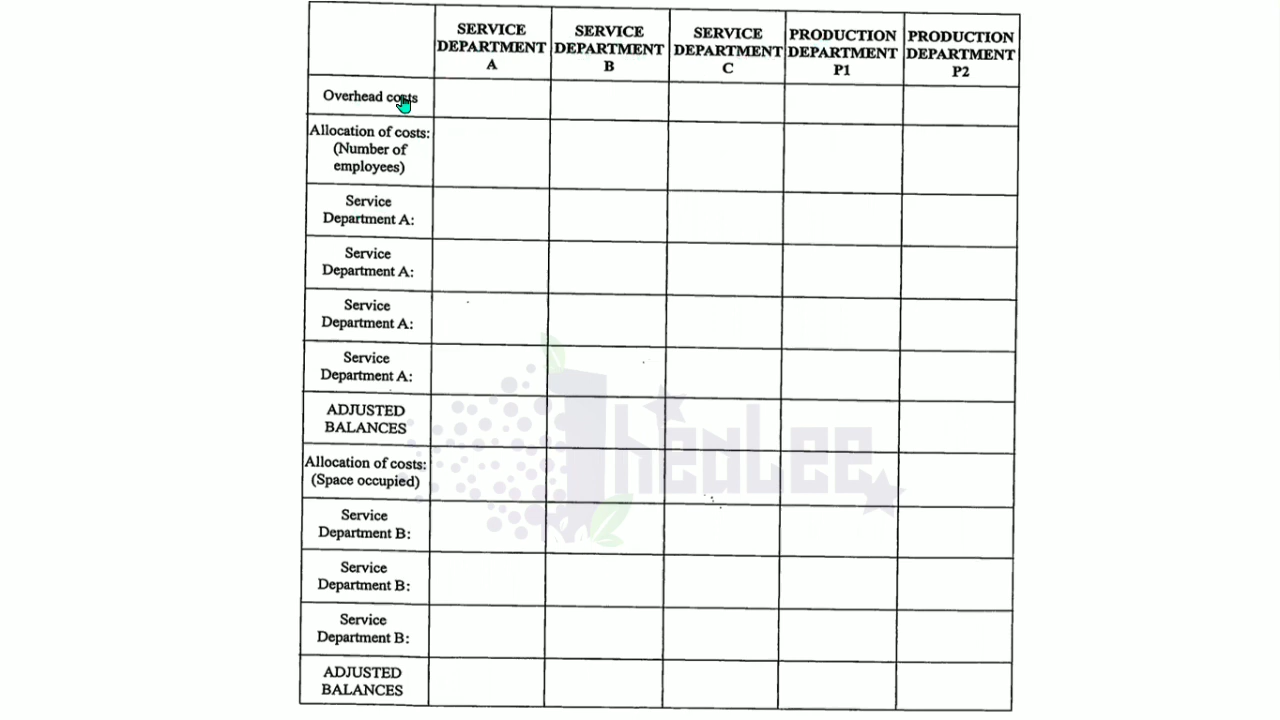 SERVICE DEPARTMENT A
SERVICE DEPARTMENT B
SERVICE DEPARTMENT C
PRODUCTION DEPARTMENT P1
PRODUCTION DEPARTMENT P2
Overhead costs
Allocation of costs:
(Number of
employees)
Service
Department A:
Service
Department A:
Service
Department A:
Service
Department A:
ADJUSTED
BALANCES
Allocation of costs:
(Space occupied)
Service
Department B:
Service
Department B:
Service
Department B:
ADJUSTED
BALANCES
hedLee